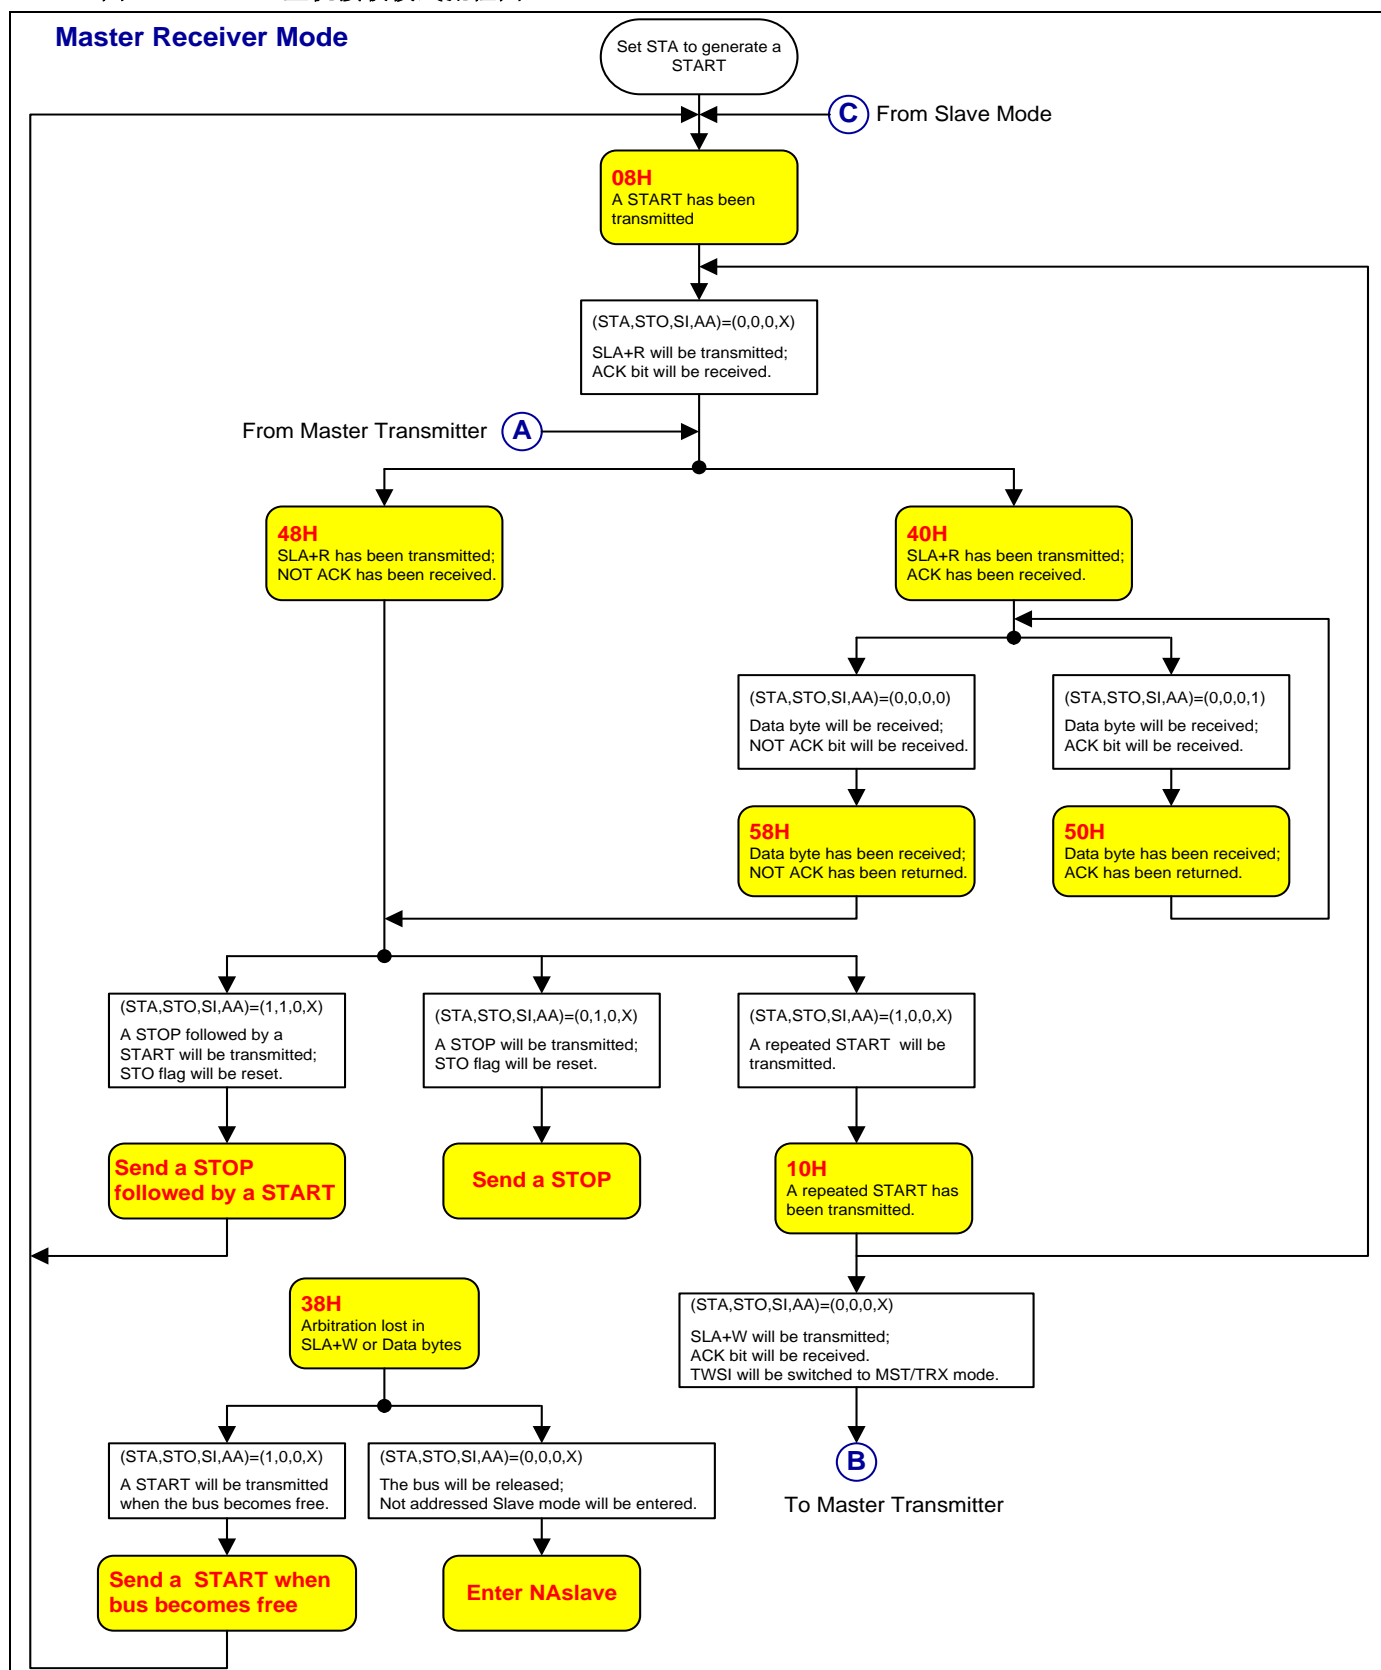 Master Receiver Mode
Set STA to generate a
START
C From Slave Mode
08H
A START has been
transmitted
(STA,STO,SI,AA)=(0,0,0,X)
SLA+R will be transmitted;
ACK bit will be received.
From Master Transmitter A
48H
SLA+R has been transmitted;
NOT ACK has been received.
40H
SLA+R has been transmitted;
ACK has been received.
(STA,STO,SI,AA)=(0,0,0,0)
Data byte will be received;
NOT ACK bit will be received.
(STA,STO,SI,AA)=(0,0,0,1)
Data byte will be received;
ACK bit will be received.
58H
Data byte has been received;
NOT ACK has been returned.
50H
Data byte has been received;
ACK has been returned.
(STA,STO,SI,AA)=(1,1,0,X)
A STOP followed by a
START will be transmitted;
STO flag will be reset.
(STA,STO,SI,AA)=(0,1,0,X)
A STOP will be transmitted;
STO flag will be reset.
(STA,STO,SI,AA)=(1,0,0,X)
A repeated START will be
transmitted.
Send a STOP
followed by a START
Send a STOP
10H
A repeated START has
been transmitted.
38H
Arbitration lost in
SLA+W or Data bytes
(STA,STO,SI,AA)=(0,0,0,X)
SLA+W will be transmitted;
ACK bit will be received.
TWSI will be switched to MST/TRX mode.
(STA,STO,SI,AA)=(1,0,0,X)
A START will be transmitted
when the bus becomes free.
(STA,STO,SI,AA)=(0,0,0,X)
The bus will be released;
Not addressed Slave mode will be entered.
B
To Master Transmitter
Send a START when
bus becomes free
Enter NAslave